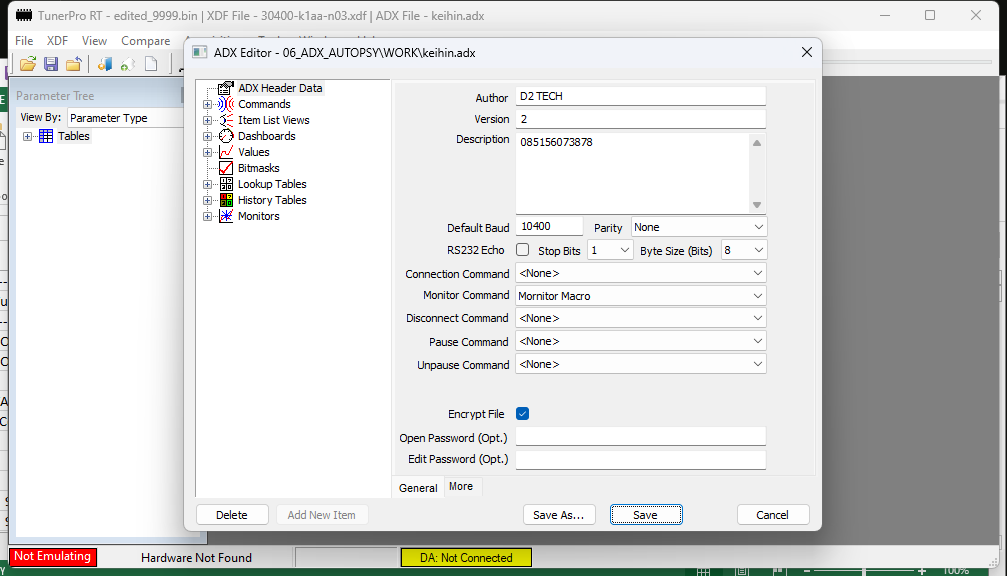 TunerPro RT - edited_9999.bin | XDF File - 30400-k1aa-n03.xdf | ADX File - keihin.adx
File XDF View Compare
ADX Editor - 06_ADX_AUTOPSY\WORK\keihin.adx
Parameter Tree
View By: Parameter Type
Tables
ADX Header Data
Commands
Item List Views
Dashboards
Values
Bitmasks
Lookup Tables
History Tables
Monitors
Author D2 TECH
Version 2
Description 085156073878
Default Baud 10400 Parity None
RS232 Echo Stop Bits 1 Byte Size (Bits) 8
Connection Command <None>
Monitor Command Mornitor Macro
Disconnect Command <None>
Pause Command <None>
Unpause Command <None>
Encrypt File
Open Password (Opt.)
Edit Password (Opt.)
General More
Delete Add New Item Save As... Save Cancel
Not Emulating Hardware Not Found DA: Not Connected
100%